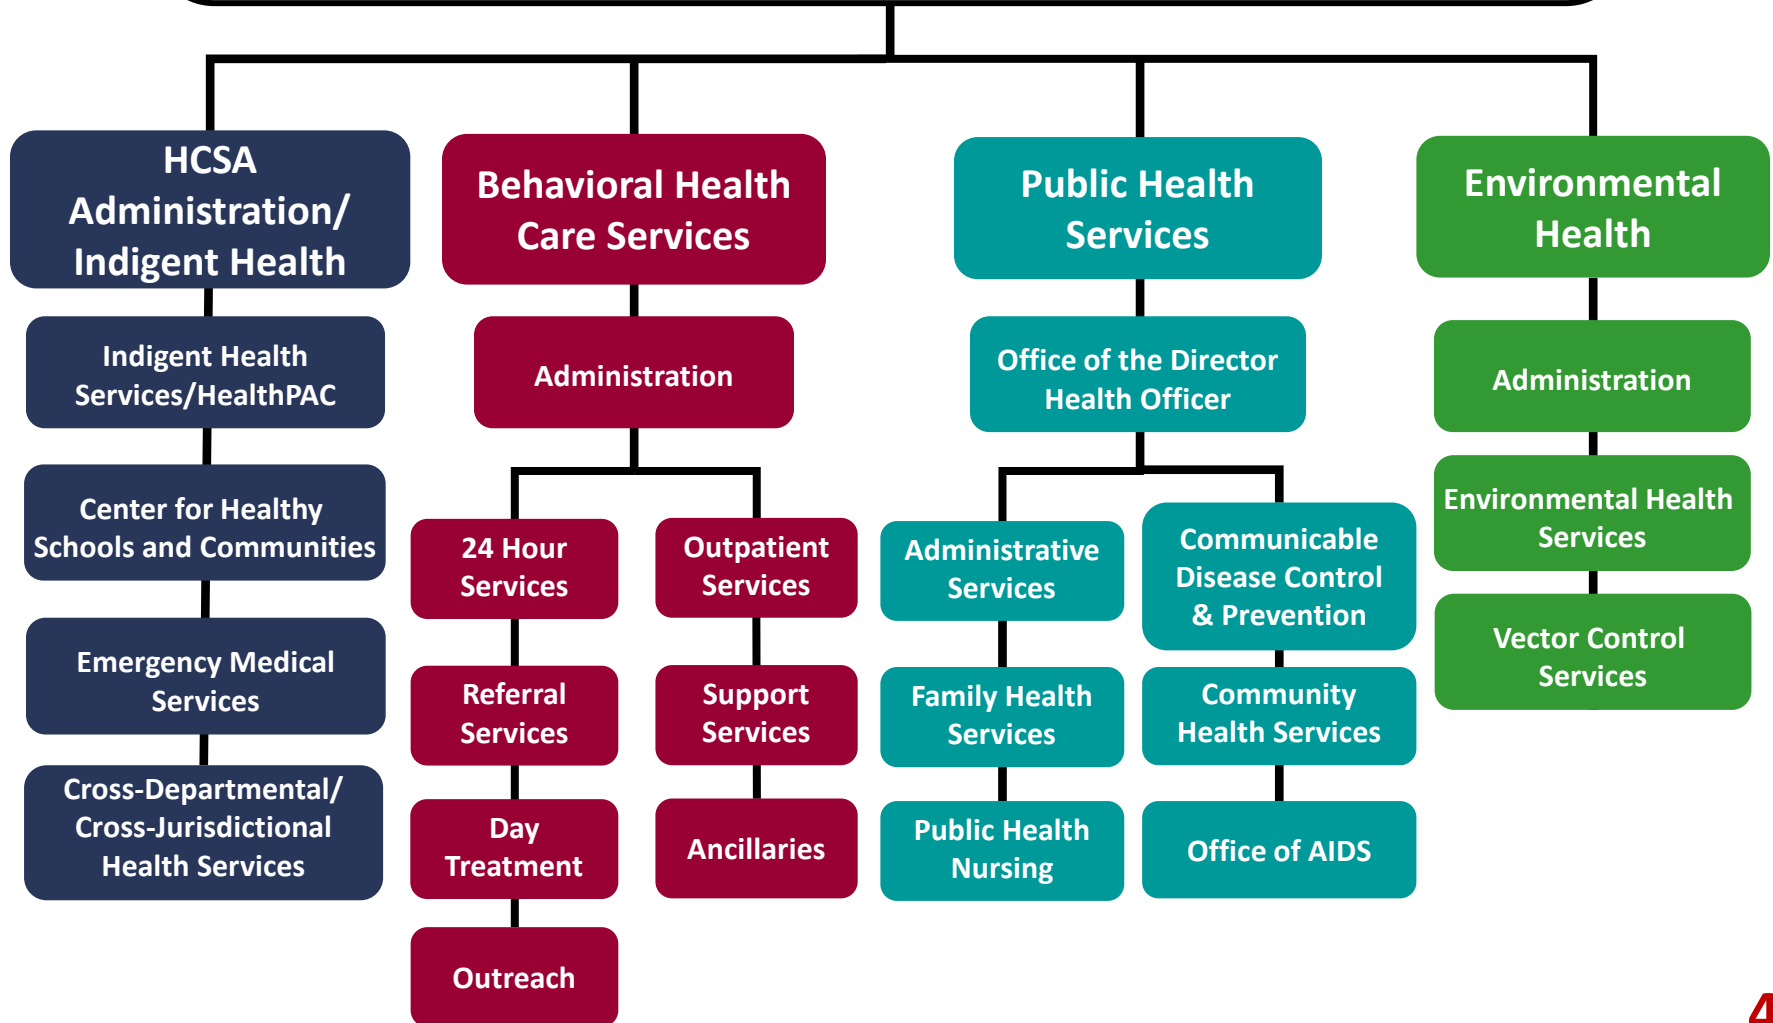 HCSA
Administration/
Indigent Health
Indigent Health
Services/HealthPAC
Center for Healthy
Schools and Communities
Emergency Medical
Services
Cross-Departmental/
Cross-Jurisdictional
Health Services
Behavioral Health
Care Services
Administration
24 Hour
Services
Referral
Services
Day
Treatment
Outreach
Outpatient
Services
Support
Services
Ancillaries
Public Health
Services
Office of the Director
Health Officer
Administrative
Services
Family Health
Services
Public Health
Nursing
Communicable
Disease Control
& Prevention
Community
Health Services
Office of AIDS
Environmental
Health
Administration
Environmental Health
Services
Vector Control
Services
4